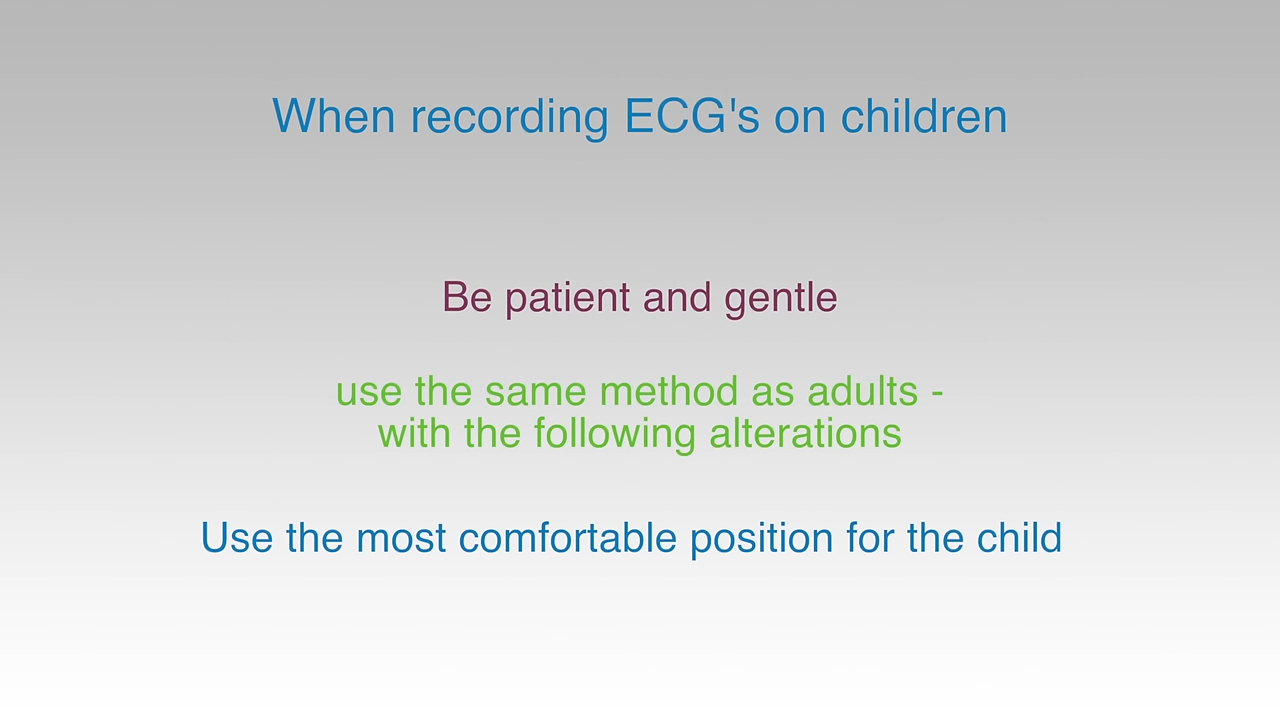 When recording ECG's on children
Be patient and gentle
use the same method as adults -
with the following alterations
Use the most comfortable position for the child